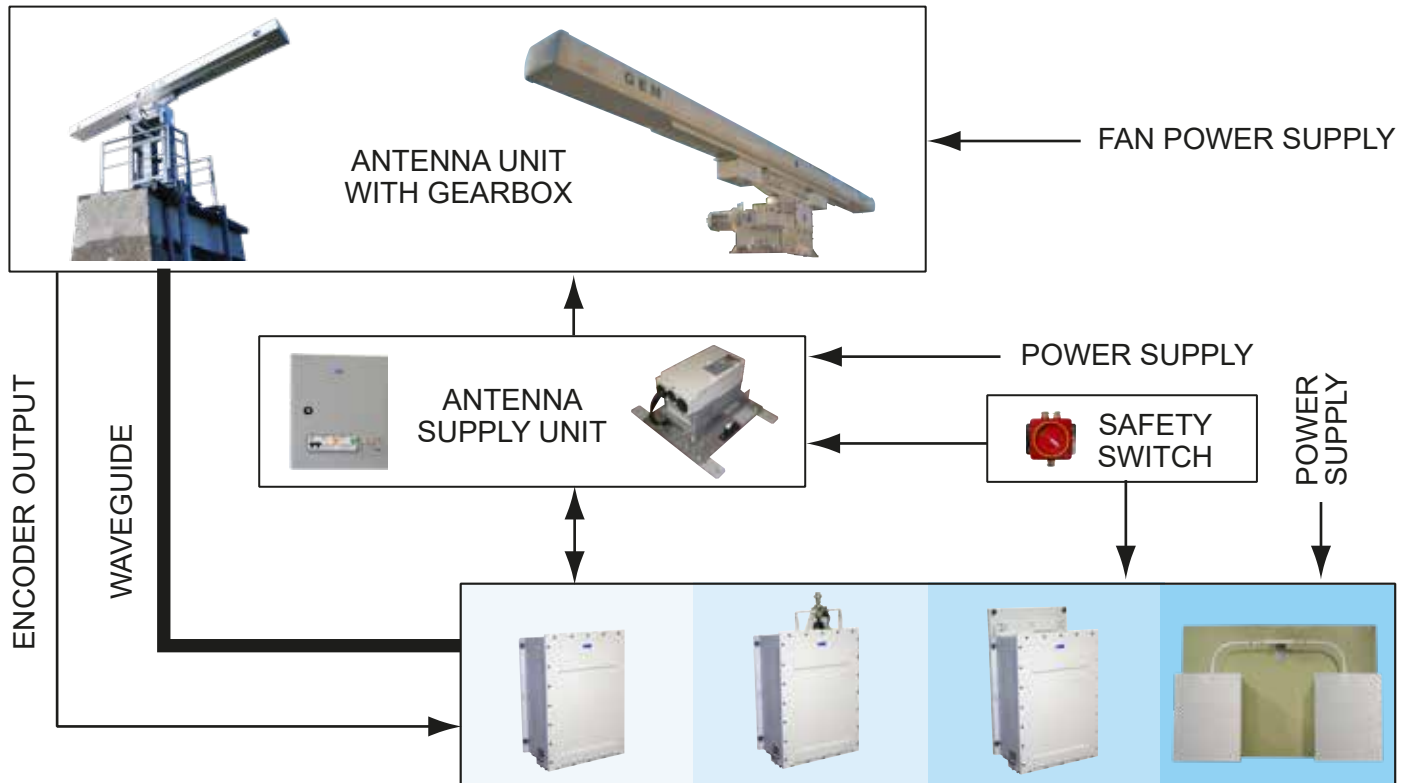 GEM
ANTENNA UNIT
WITH GEARBOX
FAN POWER SUPPLY
ENCODER OUTPUT
WAVEGUIDE
ANTENNA
SUPPLY UNIT
POWER SUPPLY
SAFETY
SWITCH
POWER
SUPPLY